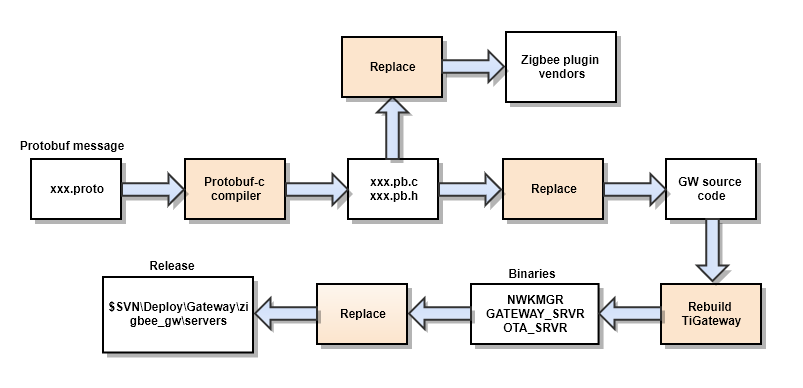 Replace
Zigbee plugin
vendors
Protobuf message
xxx.proto
Protobuf-c
compiler
xxx.pb.c
xxx.pb.h
Replace
GW source
code
Release
$SVN\Deploy\Gateway\zi
gbee_gw\servers
Replace
Binaries
NWKMGR
GATEWAY_SRVR
OTA_SRVR
Rebuild
TiGateway